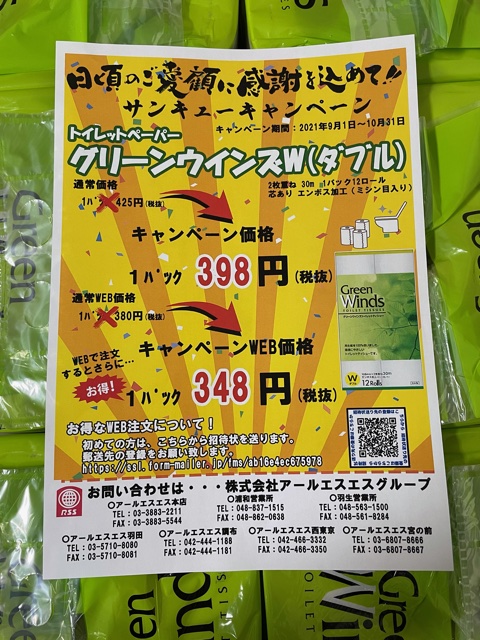 日頃のご愛顧に感謝を込めて!!
サンキューキャンペーン
キャンペーン期間：2021年9月1日～10月31日
トイレットペーパー
グリーンウインズW(ダブル)
2枚重ね 30m 1パック12ロール
芯あり エンボス加工（ミシン目入り）
通常価格
425円(税抜)
キャンペーン価格
1パック 398円(税抜)
通常WEB価格
380円(税抜)
キャンペーンWEB価格
WEBで注文
するとさらに…
お得!
1パック 348円(税抜)
Green
Winds
TOILET TISSUES
W
12Rolls
お得なWEB注文について！
初めての方は、こちらから招待状を送ります。
郵送先の登録をお願い致します。
https://ssl.form-mailer.jp/fms/ab16e4ec675978
nss
お問い合わせは・・・株式会社アールエスエスグループ
○アールエスエス本店
TEL：03-3883-2211
FAX：03-3883-5544
○浦和営業所
TEL：048-837-1515
FAX：048-862-0638
○羽生営業所
TEL：048-563-1500
FAX：048-561-8284
○アールエスエス羽田
TEL：03-5710-8080
FAX：03-5710-8081
○アールエスエス調布
TEL：042-444-1188
FAX：042-444-1181
○アールエスエス西東京
TEL：042-466-3332
FAX：042-466-3350
○アールエスエス宮の前
TEL：03-6807-8666
FAX：03-6807-8667
Green
Green